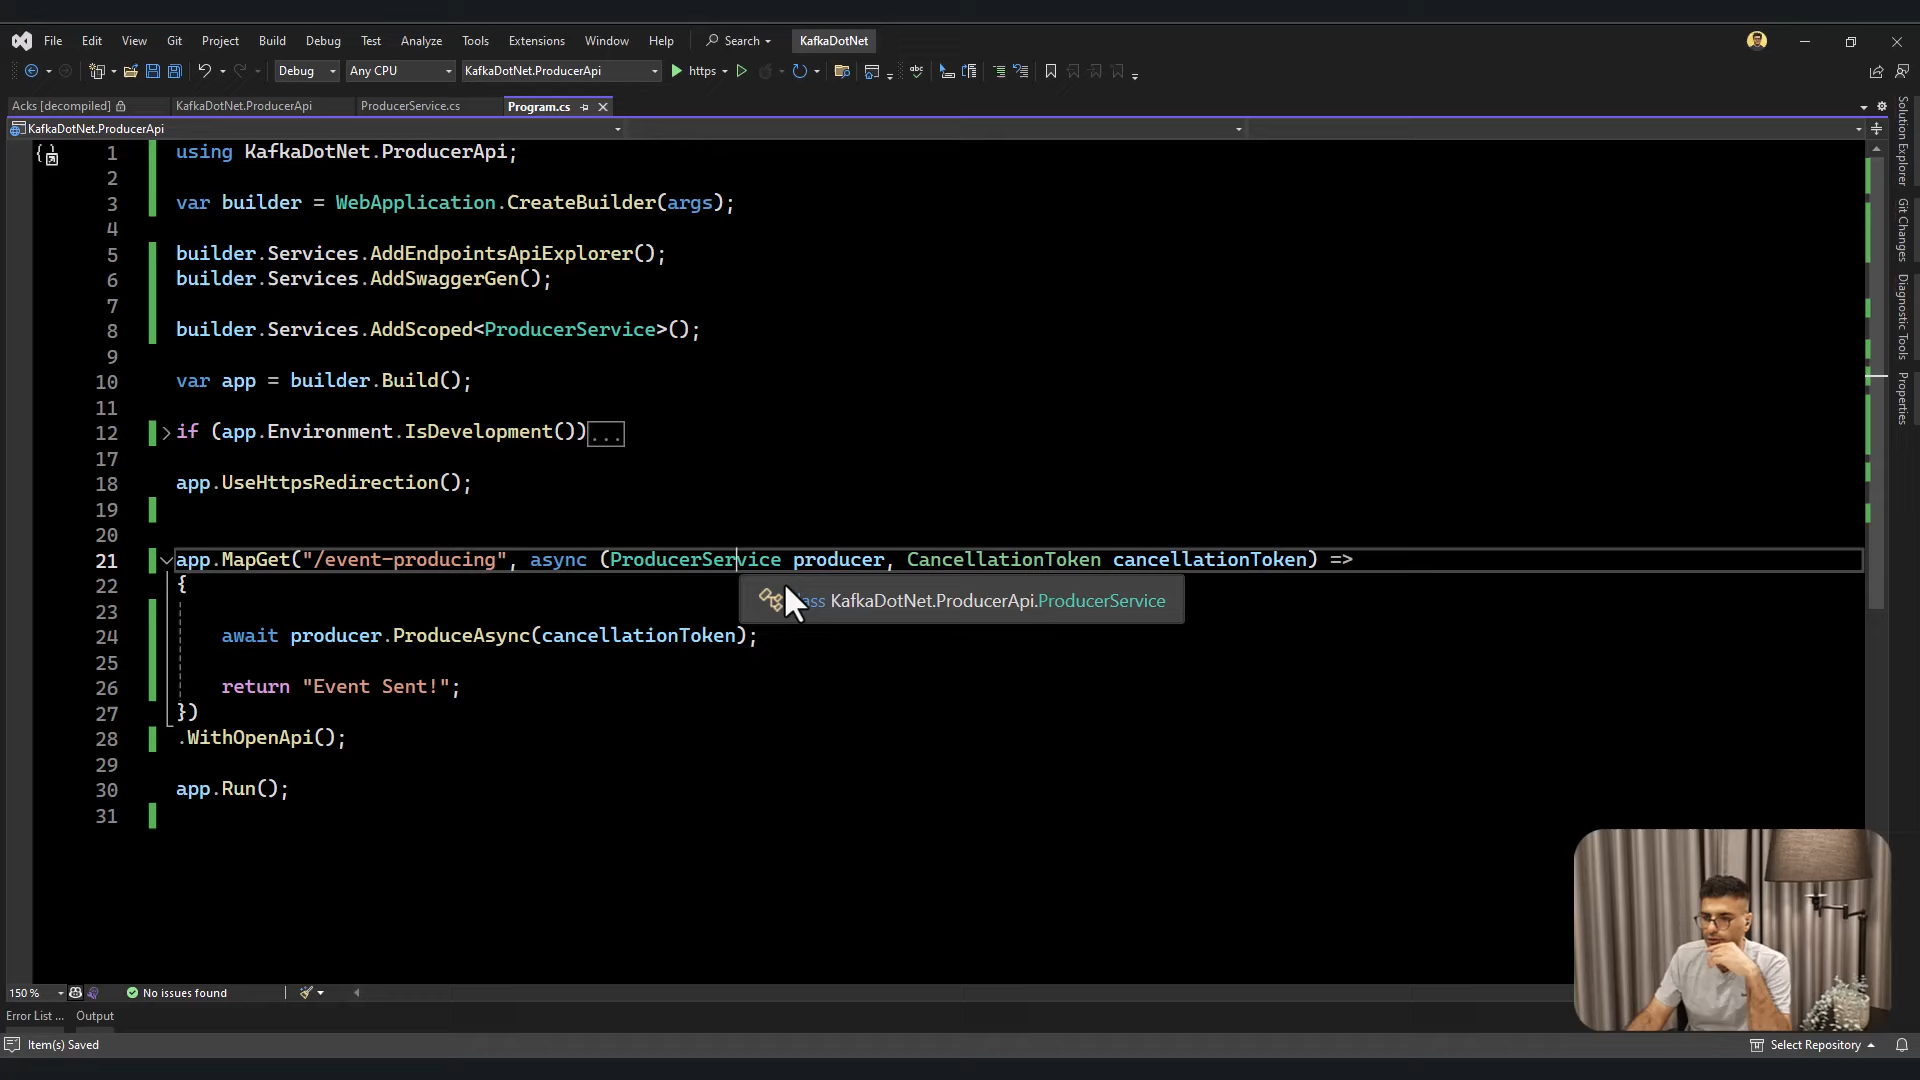 File Edit View Git Project Build Debug Test Analyze Tools Extensions Window Help Search KafkaDotNet
Debug Any CPU KafkaDotNet.ProducerApi https
Acks [decompiled] KafkaDotNet.ProducerApi ProducerService.cs Program.cs
KafkaDotNet.ProducerApi
1 using KafkaDotNet.ProducerApi;
2
3 var builder = WebApplication.CreateBuilder(args);
4
5 builder.Services.AddEndpointsApiExplorer();
6 builder.Services.AddSwaggerGen();
7
8 builder.Services.AddScoped<ProducerService>();
9
10 var app = builder.Build();
11
12 if (app.Environment.IsDevelopment())...
17
18 app.UseHttpsRedirection();
19
20
21 app.MapGet("/event-producing", async (ProducerService producer, CancellationToken cancellationToken) =>
22 {
KafkaDotNet.ProducerApi.ProducerService
23
24 await producer.ProduceAsync(cancellationToken);
25
26 return "Event Sent!";
27 })
28 .WithOpenApi();
29
30 app.Run();
31
Solution Explorer
Git Changes
Diagnostic Tools
Properties
150 % No issues found
Error List ... Output
Item(s) Saved Select Repository